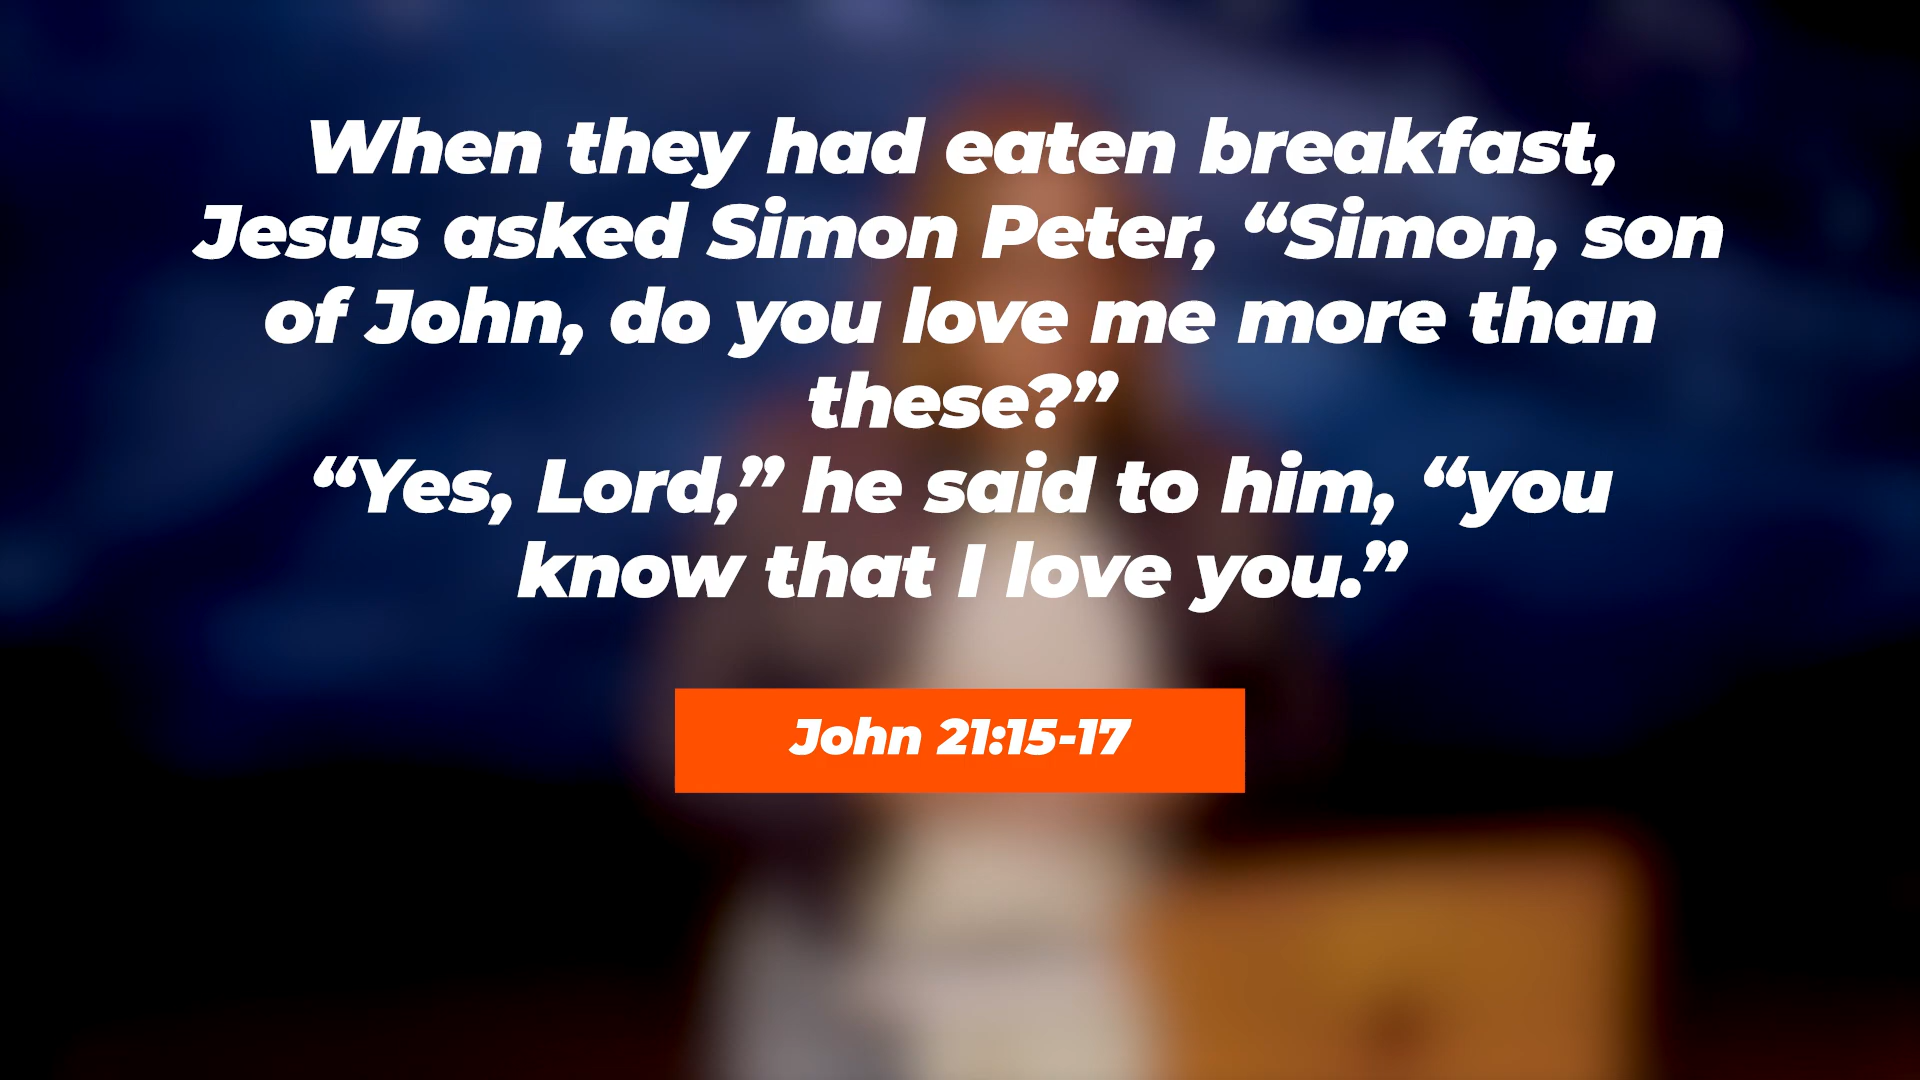 When they had eaten breakfast,
Jesus asked Simon Peter, “Simon, son
of John, do you love me more than
these?”
“Yes, Lord,” he said to him, “you
know that I love you.”
John 21:15-17